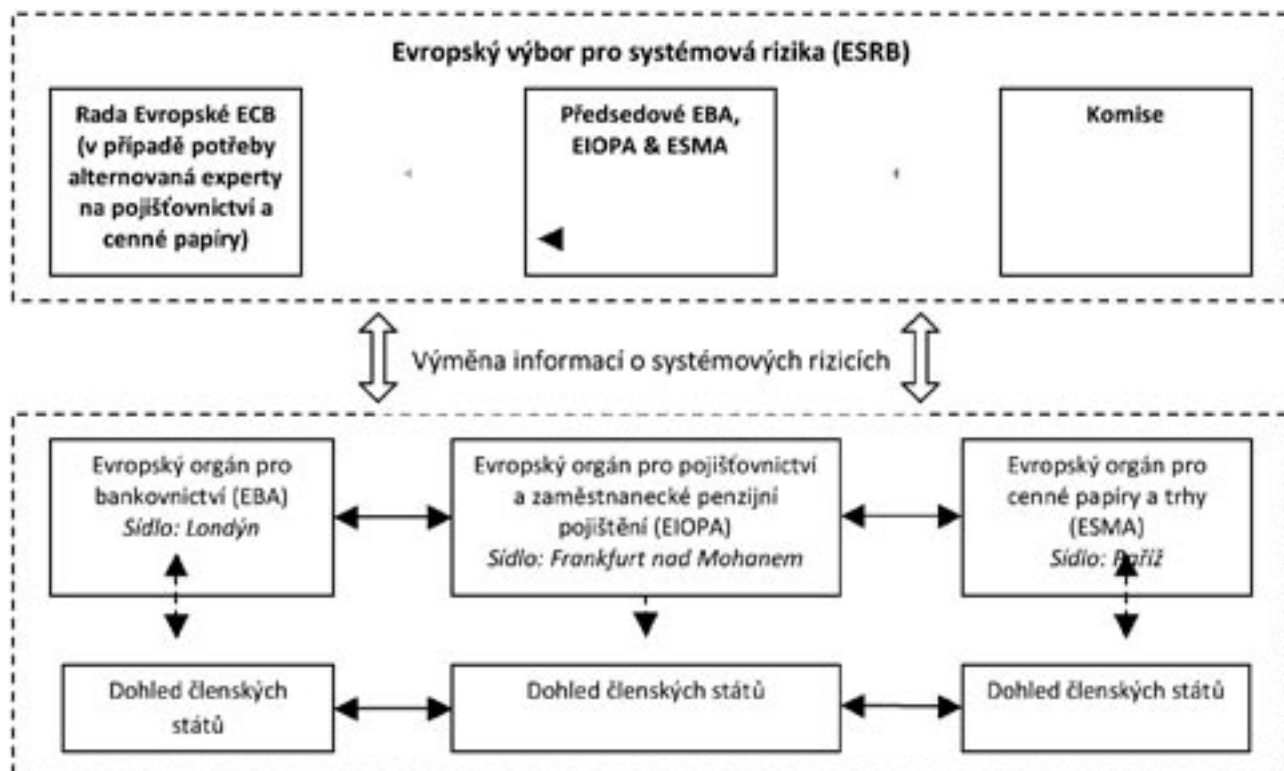 Evropský výbor pro systémová rizika (ESRB)
Rada Evropské ECB
(v případě potřeby
alternovaná experty
na pojišťovnictví a
cenné papíry)
Předsedové EBA,
EIOPA & ESMA
Komise
Výměna informací o systémových rizicích
Evropský orgán pro
bankovnictví (EBA)
Sídlo: Londýn
Evropský orgán pro pojišťovnictví
a zaměstnanecké penzijní
pojištění (EIOPA)
Sídlo: Frankfurt nad Mohanem
Evropský orgán pro
cenné papíry a trhy
(ESMA)
Sídlo: Paříž
Dohled členských
států
Dohled členských států
Dohled členských států